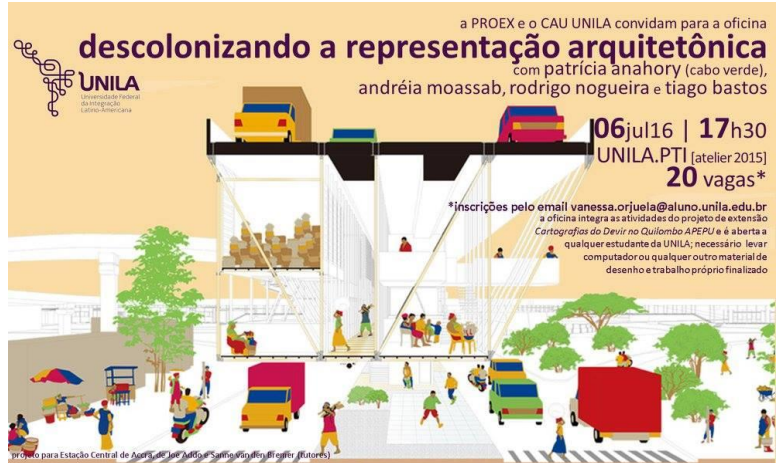 a PROEX e o CAU UNILA convidam para a oficina
descolonizando a representação arquitetônica
com patrícia anahory (cabo verde),
andréia moassab, rodrigo nogueira e tiago bastos
UNILA
Universidade Federal
da Integração
Latino-Americana
06jul16 | 17h30
UNILA.PTI [atelier 2015]
20 vagas*
*inscrições pelo email vanessa.orjuela@aluno.unila.edu.br
a oficina integra as atividades do projeto de extensão
Cartografias do Devir no Quilombo APEPU e é aberta a
qualquer estudante da UNILA; necessário levar
computador ou qualquer outro material de
desenho e trabalho próprio finalizado
projeto para Estação Central de Accra, de Joe Addo e Sanne van den Breemer (tutores)